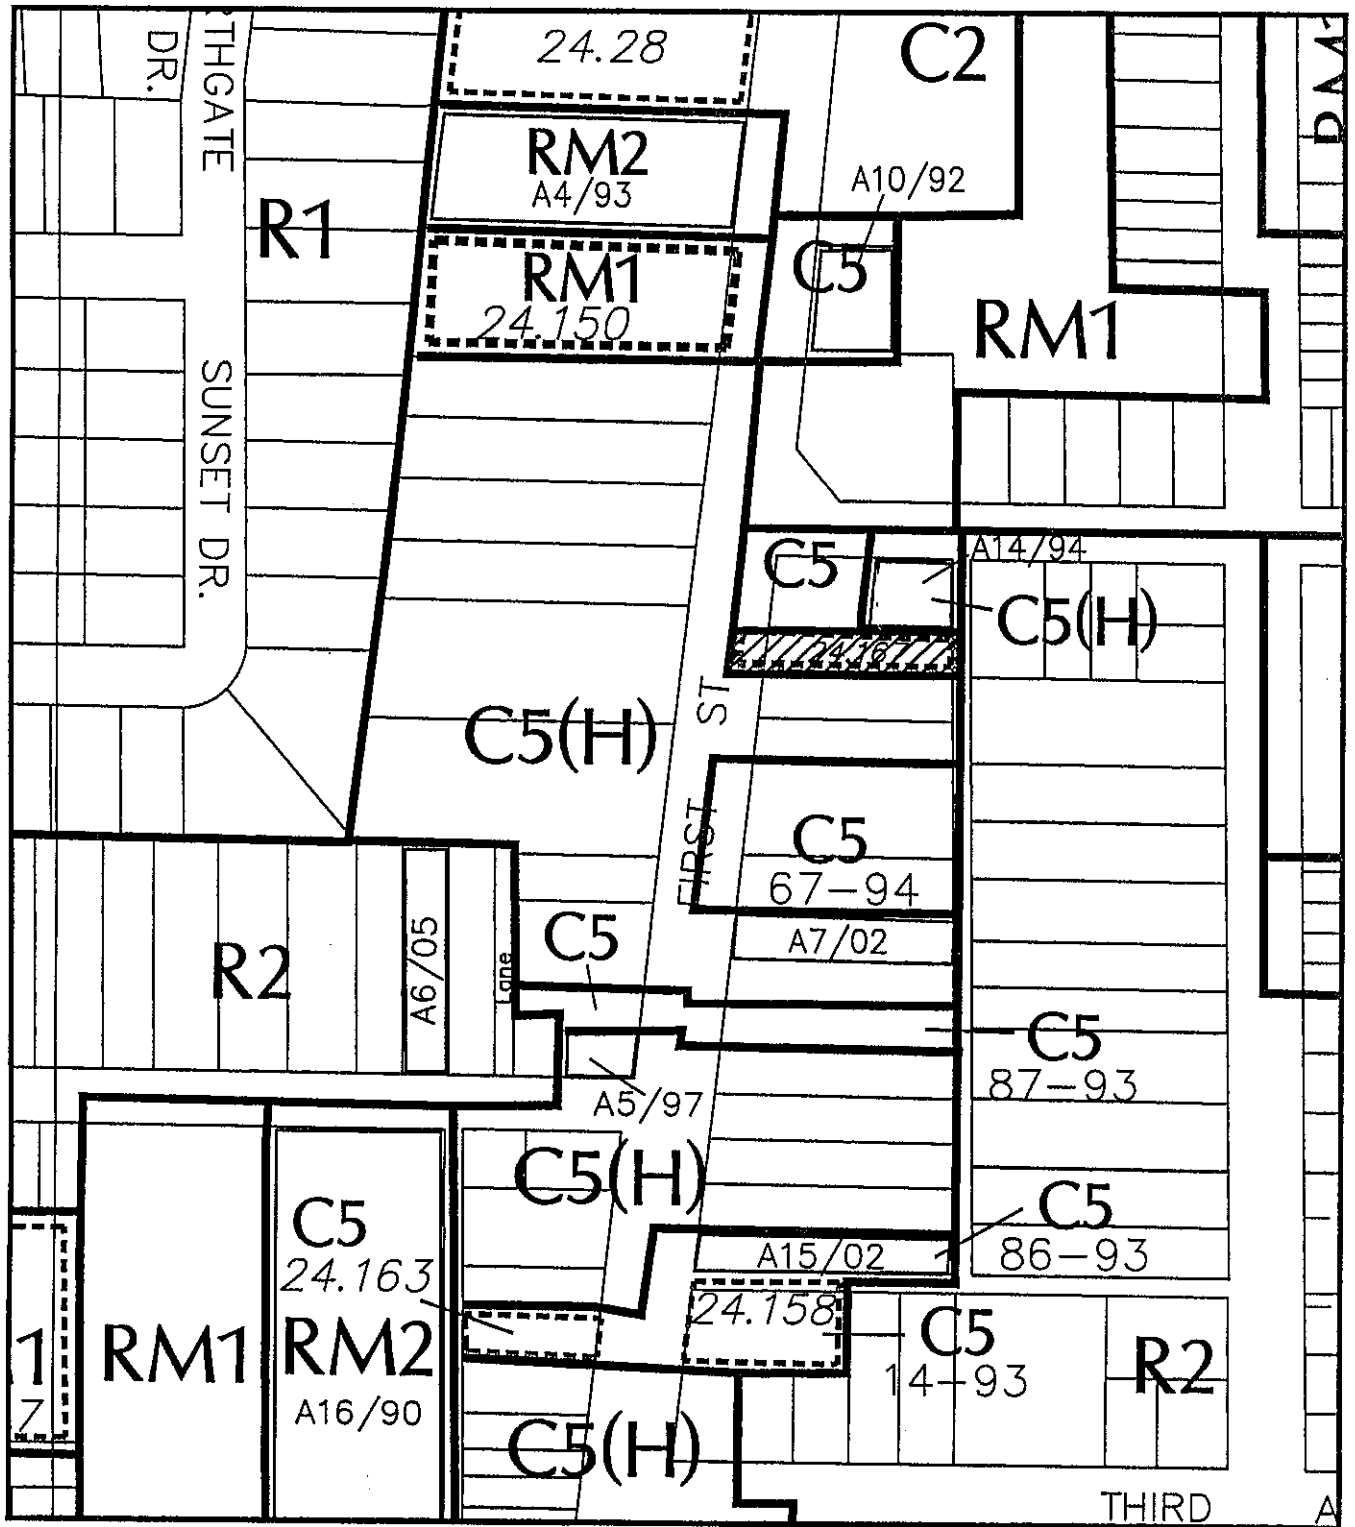 24.28
C2
DR.
THGATE
RM2
A4/93
A10/92
R1
C5
RM1
24.150
RM1
SUNSET DR.
A14/94
C5
C5(H)
ST
C5(H)
FIRST
C5
67-94
A7/02
C5
R2
A6/05
Lane
C5
87-93
A5/97
C5(H)
C5
24.163
C5
86-93
A15/02
24.158
1
7
RM1
RM2
A16/90
C5
14-93
R2
C5(H)
THIRD
A